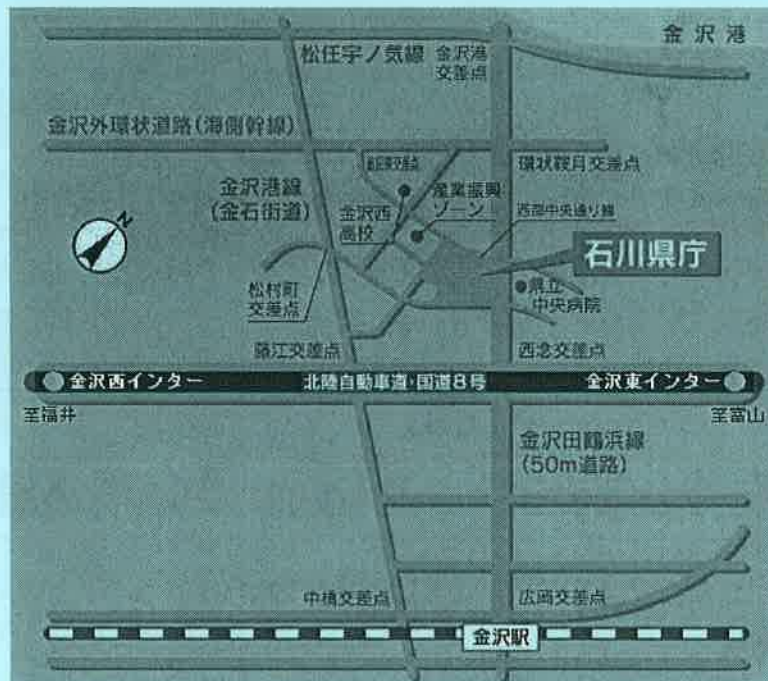 金沢港
松任宇ノ気線
金沢港
交差点
金沢外環状道路(海側幹線)
環状観月交差点
金沢港線
(金石街道)
金沢西
高校
産業振興
ゾーン
西部中央通り線
石川県庁
N
松村町
交差点
県立
中央病院
藤江交差点
西念交差点
金沢西インター
北陸自動車道・国道8号
金沢東インター
至福井
至富山
金沢田鶴浜線
(50m道路)
中橋交差点
広岡交差点
金沢駅